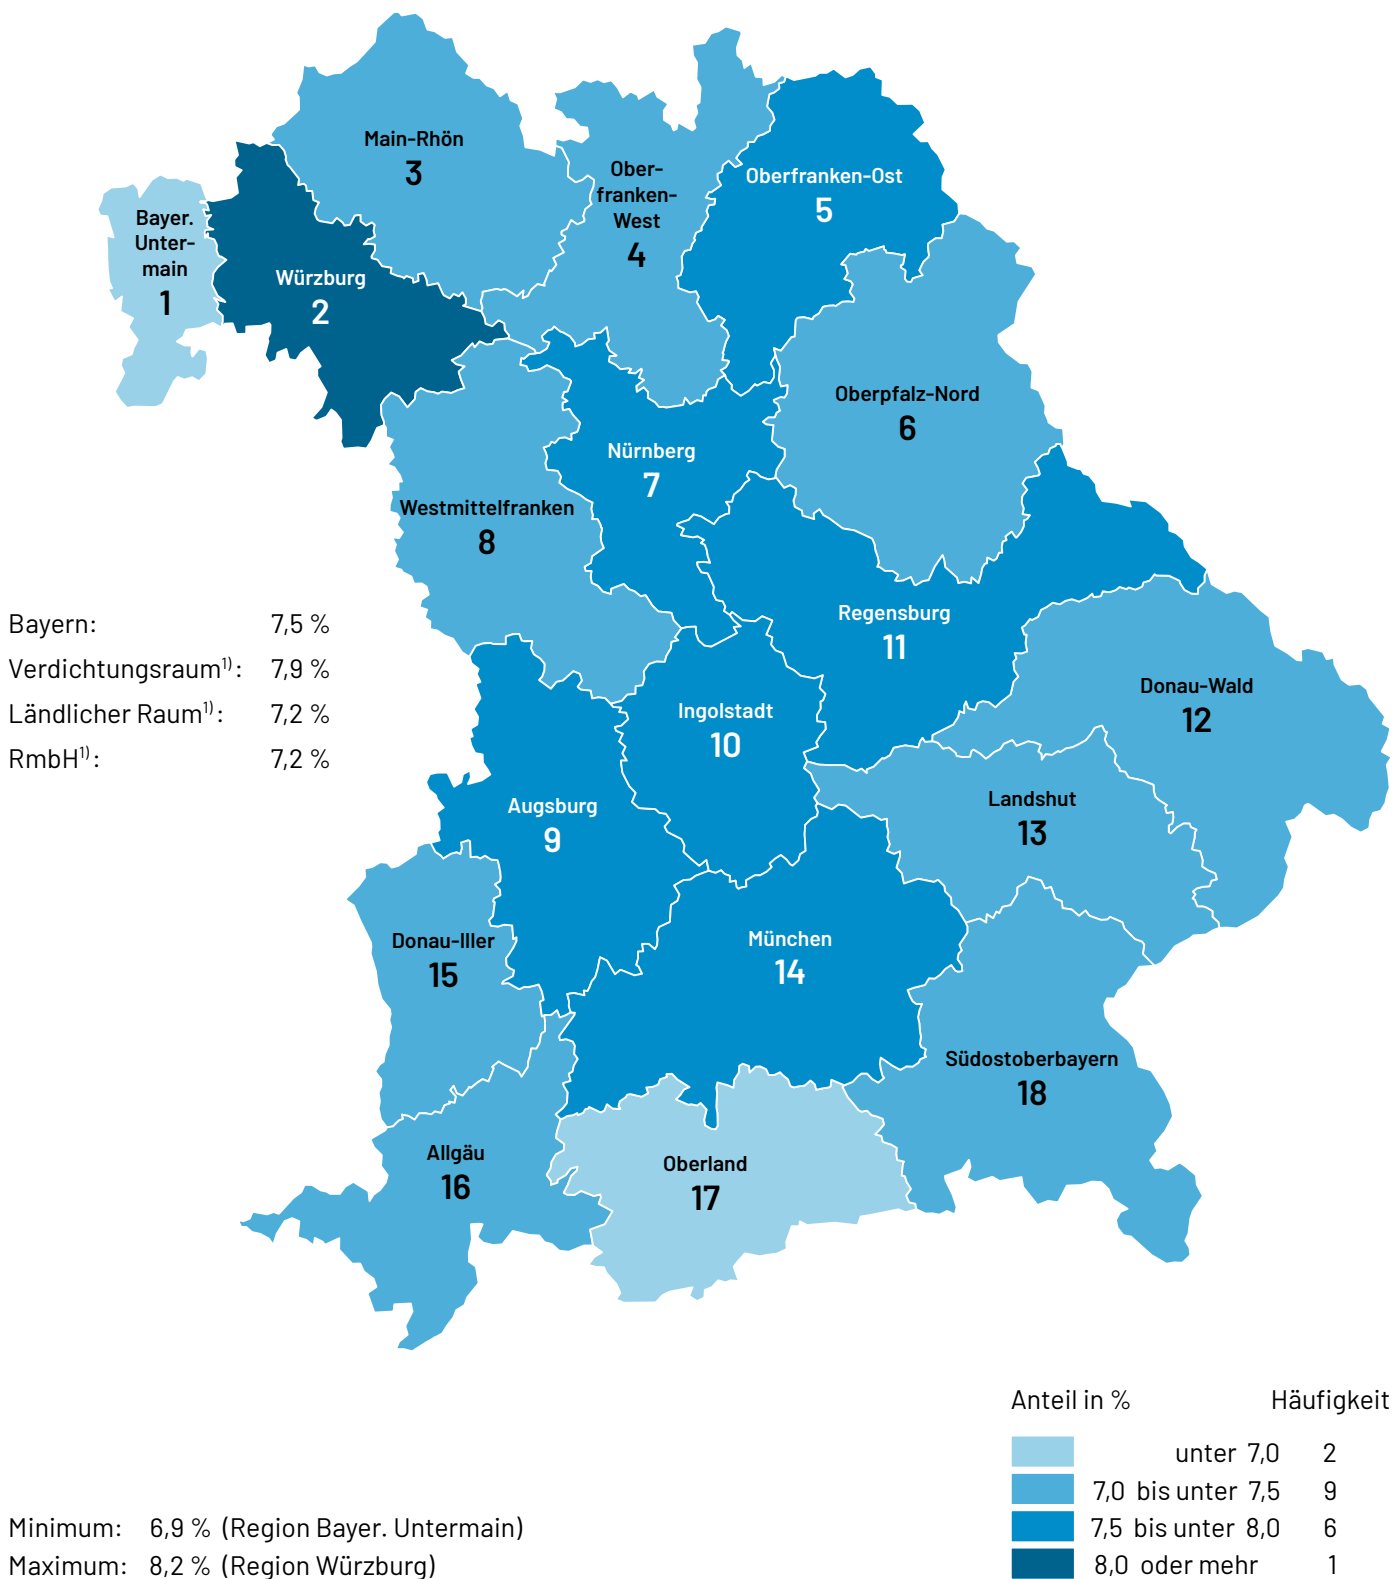 Main-Rhön
3
Ober-
franken-
West
4
Oberfranken-Ost
5
Bayer.
Unter-
main
1
Würzburg
2
Oberpfalz-Nord
6
Nürnberg
7
Westmittelfranken
8
Regensburg
11
Bayern: 7,5 %
Verdichtungsraum¹⁾: 7,9 %
Ländlicher Raum¹⁾: 7,2 %
RmbH¹⁾: 7,2 %
Donau-Wald
12
Ingolstadt
10
Landshut
13
Augsburg
9
Donau-Iller
15
München
14
Südostoberbayern
18
Allgäu
16
Oberland
17
Anteil in % Häufigkeit
unter 7,0 2
7,0 bis unter 7,5 9
7,5 bis unter 8,0 6
8,0 oder mehr 1
Minimum: 6,9 % (Region Bayer. Untermain)
Maximum: 8,2 % (Region Würzburg)